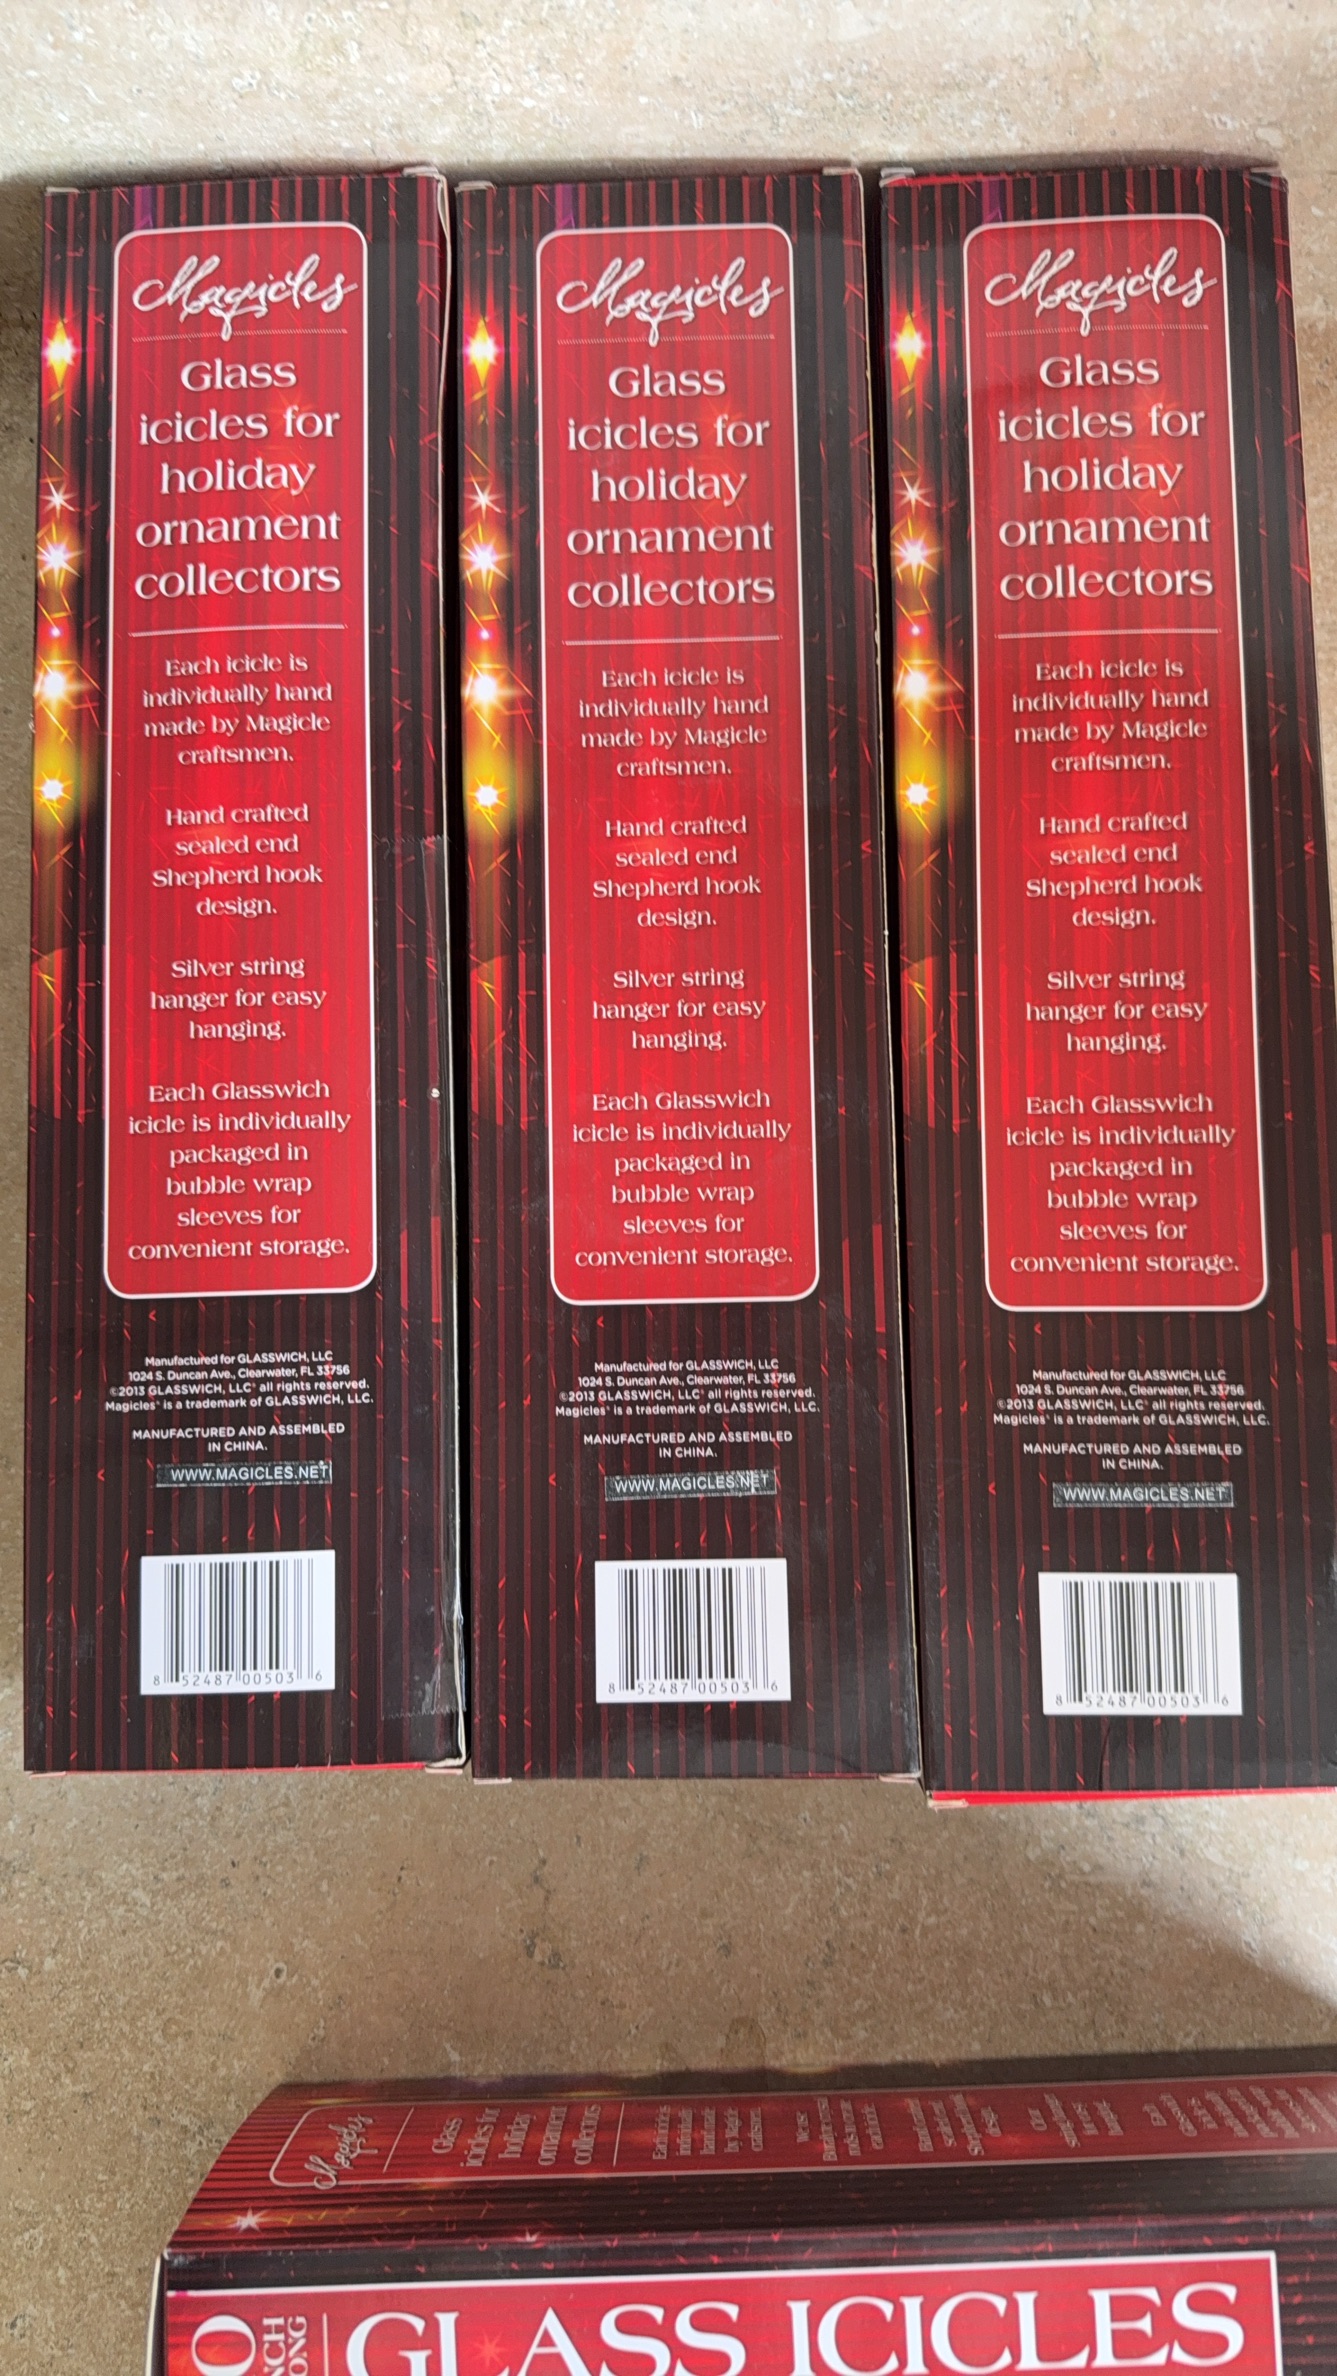 Magicles
Glass
icicles for
holiday
ornament
collectors
Each icicle is
individually hand
made by Magicle
craftsmen.
Hand crafted
sealed end
Shepherd hook
design.
Silver string
hanger for easy
hanging.
Each Glasswich
icicle is individually
packaged in
bubble wrap
sleeves for
convenient storage.
Manufactured for GLASSWICH, LLC
1024 S. Duncan Ave., Clearwater, FL 33756
©2013 GLASSWICH, LLC® all rights reserved.
Magicles® is a trademark of GLASSWICH, LLC.
MANUFACTURED AND ASSEMBLED
IN CHINA.
WWW.MAGICLES.NET
8 52487 00503 6
Magicles
Glass
icicles for
holiday
ornament
collectors
Each icicle is
individually hand
made by Magicle
craftsmen.
Hand crafted
sealed end
Shepherd hook
design.
Silver string
hanger for easy
hanging.
Each Glasswich
icicle is individually
packaged in
bubble wrap
sleeves for
convenient storage.
Manufactured for GLASSWICH, LLC
1024 S. Duncan Ave., Clearwater, FL 33756
©2013 GLASSWICH, LLC® all rights reserved.
Magicles® is a trademark of GLASSWICH, LLC.
MANUFACTURED AND ASSEMBLED
IN CHINA.
WWW.MAGICLES.NET
8 52487 00503 6
Magicles
Glass
icicles for
holiday
ornament
collectors
Each icicle is
individually hand
made by Magicle
craftsmen.
Hand crafted
sealed end
Shepherd hook
design.
Silver string
hanger for easy
hanging.
Each Glasswich
icicle is individually
packaged in
bubble wrap
sleeves for
convenient storage.
Manufactured for GLASSWICH, LLC
1024 S. Duncan Ave., Clearwater, FL 33756
©2013 GLASSWICH, LLC® all rights reserved.
Magicles® is a trademark of GLASSWICH, LLC.
MANUFACTURED AND ASSEMBLED
IN CHINA.
WWW.MAGICLES.NET
8 52487 00503 6
Magicles
Glass
icicles for
holiday
ornament
collectors
GLASS ICICLES